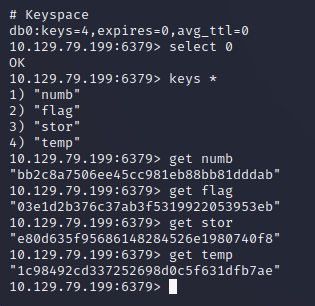 # Keyspace
db0:keys=4,expires=0,avg_ttl=0
10.129.79.199:6379> select 0
OK
10.129.79.199:6379> keys *
1) "numb"
2) "flag"
3) "stor"
4) "temp"
10.129.79.199:6379> get numb
"bb2c8a7506ee45cc981eb88bb81dddab"
10.129.79.199:6379> get flag
"03e1d2b376c37ab3f5319922053953eb"
10.129.79.199:6379> get stor
"e80d635f95686148284526e1980740f8"
10.129.79.199:6379> get temp
"1c98492cd337252698d0c5f631dfb7ae"
10.129.79.199:6379>